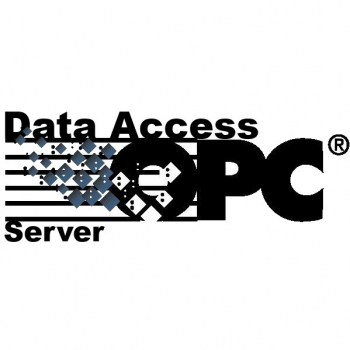 Data Access
OPC®
Server